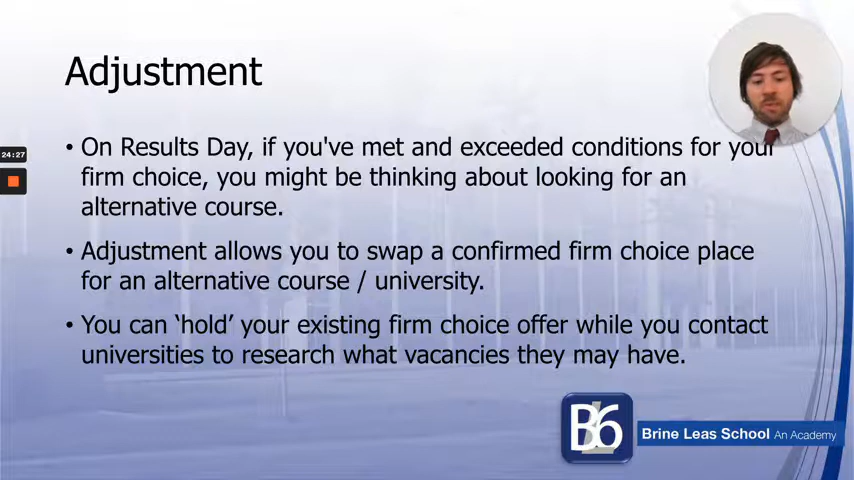 Adjustment
• On Results Day, if you've met and exceeded conditions for your
firm choice, you might be thinking about looking for an
alternative course.
• Adjustment allows you to swap a confirmed firm choice place
for an alternative course / university.
• You can ‘hold’ your existing firm choice offer while you contact
universities to research what vacancies they may have.
24:27
B6
Brine Leas School An Academy